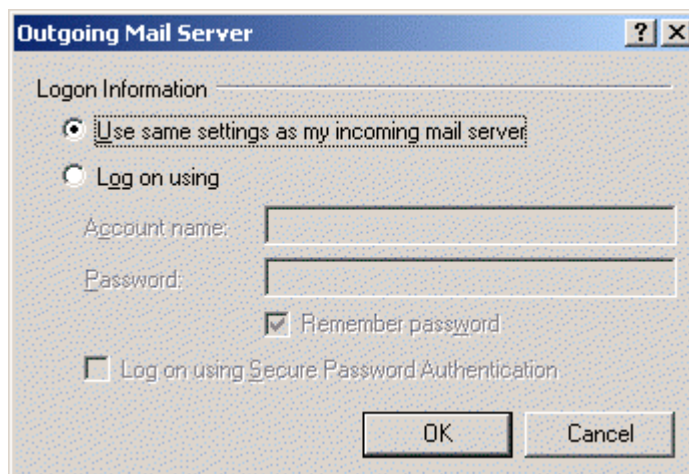 Outgoing Mail Server
Logon Information
Use same settings as my incoming mail server
Log on using
Account name:
Password:
Remember password
Log on using Secure Password Authentication
OK Cancel